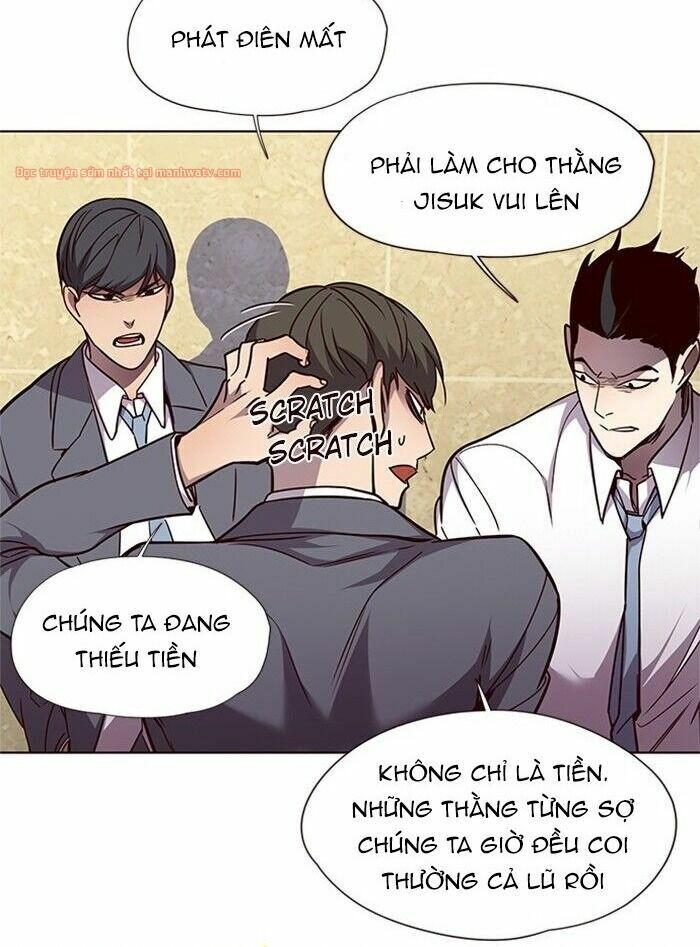 PHÁT ĐIÊN MẤT
PHẢI LÀM CHO THẰNG
JISUK VUI LÊN
Đọc truyện sớm nhất tại manhwatv.com
SCRATCH
SCRATCH
CHÚNG TA ĐANG
THIẾU TIỀN
KHÔNG CHỈ LÀ TIỀN,
NHỮNG THẰNG TỪNG SỢ
CHÚNG TA GIỜ ĐỀU COI
THƯỜNG CẢ LŨ RỒI